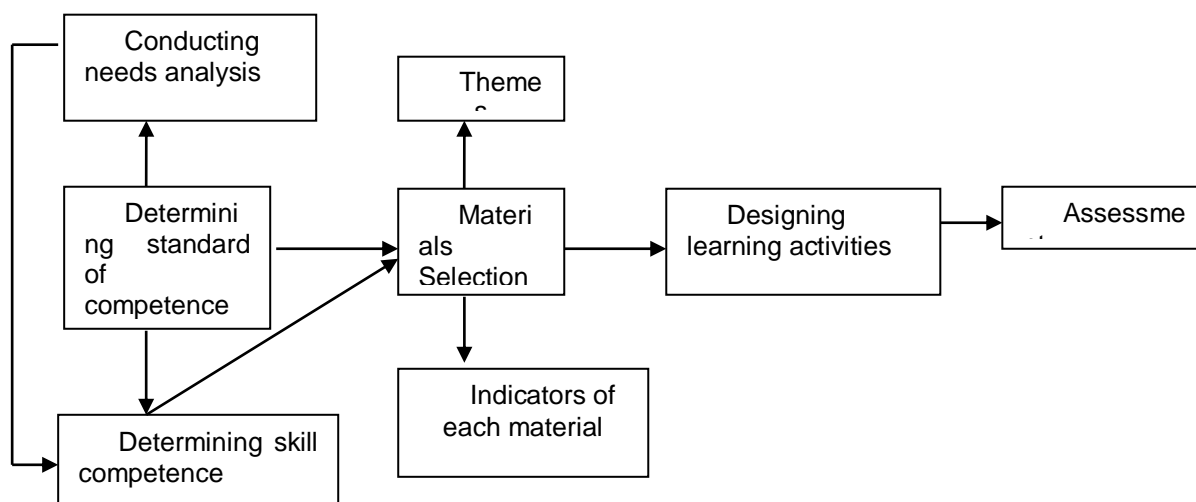 Conducting
needs analysis
Theme
s
Determini
ng standard
of
competence
Materi
als
Selection
Designing
learning activities
Assessme
Indicators of
each material
Determining skill
competence